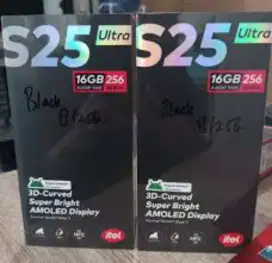 S25 Ultra
16GB 256
Black
8/256
3D-Curved
Super Bright
AMOLED Display
itel
S25 Ultra
16GB 256
Black
8/256
3D-Curved
Super Bright
AMOLED Display
itel